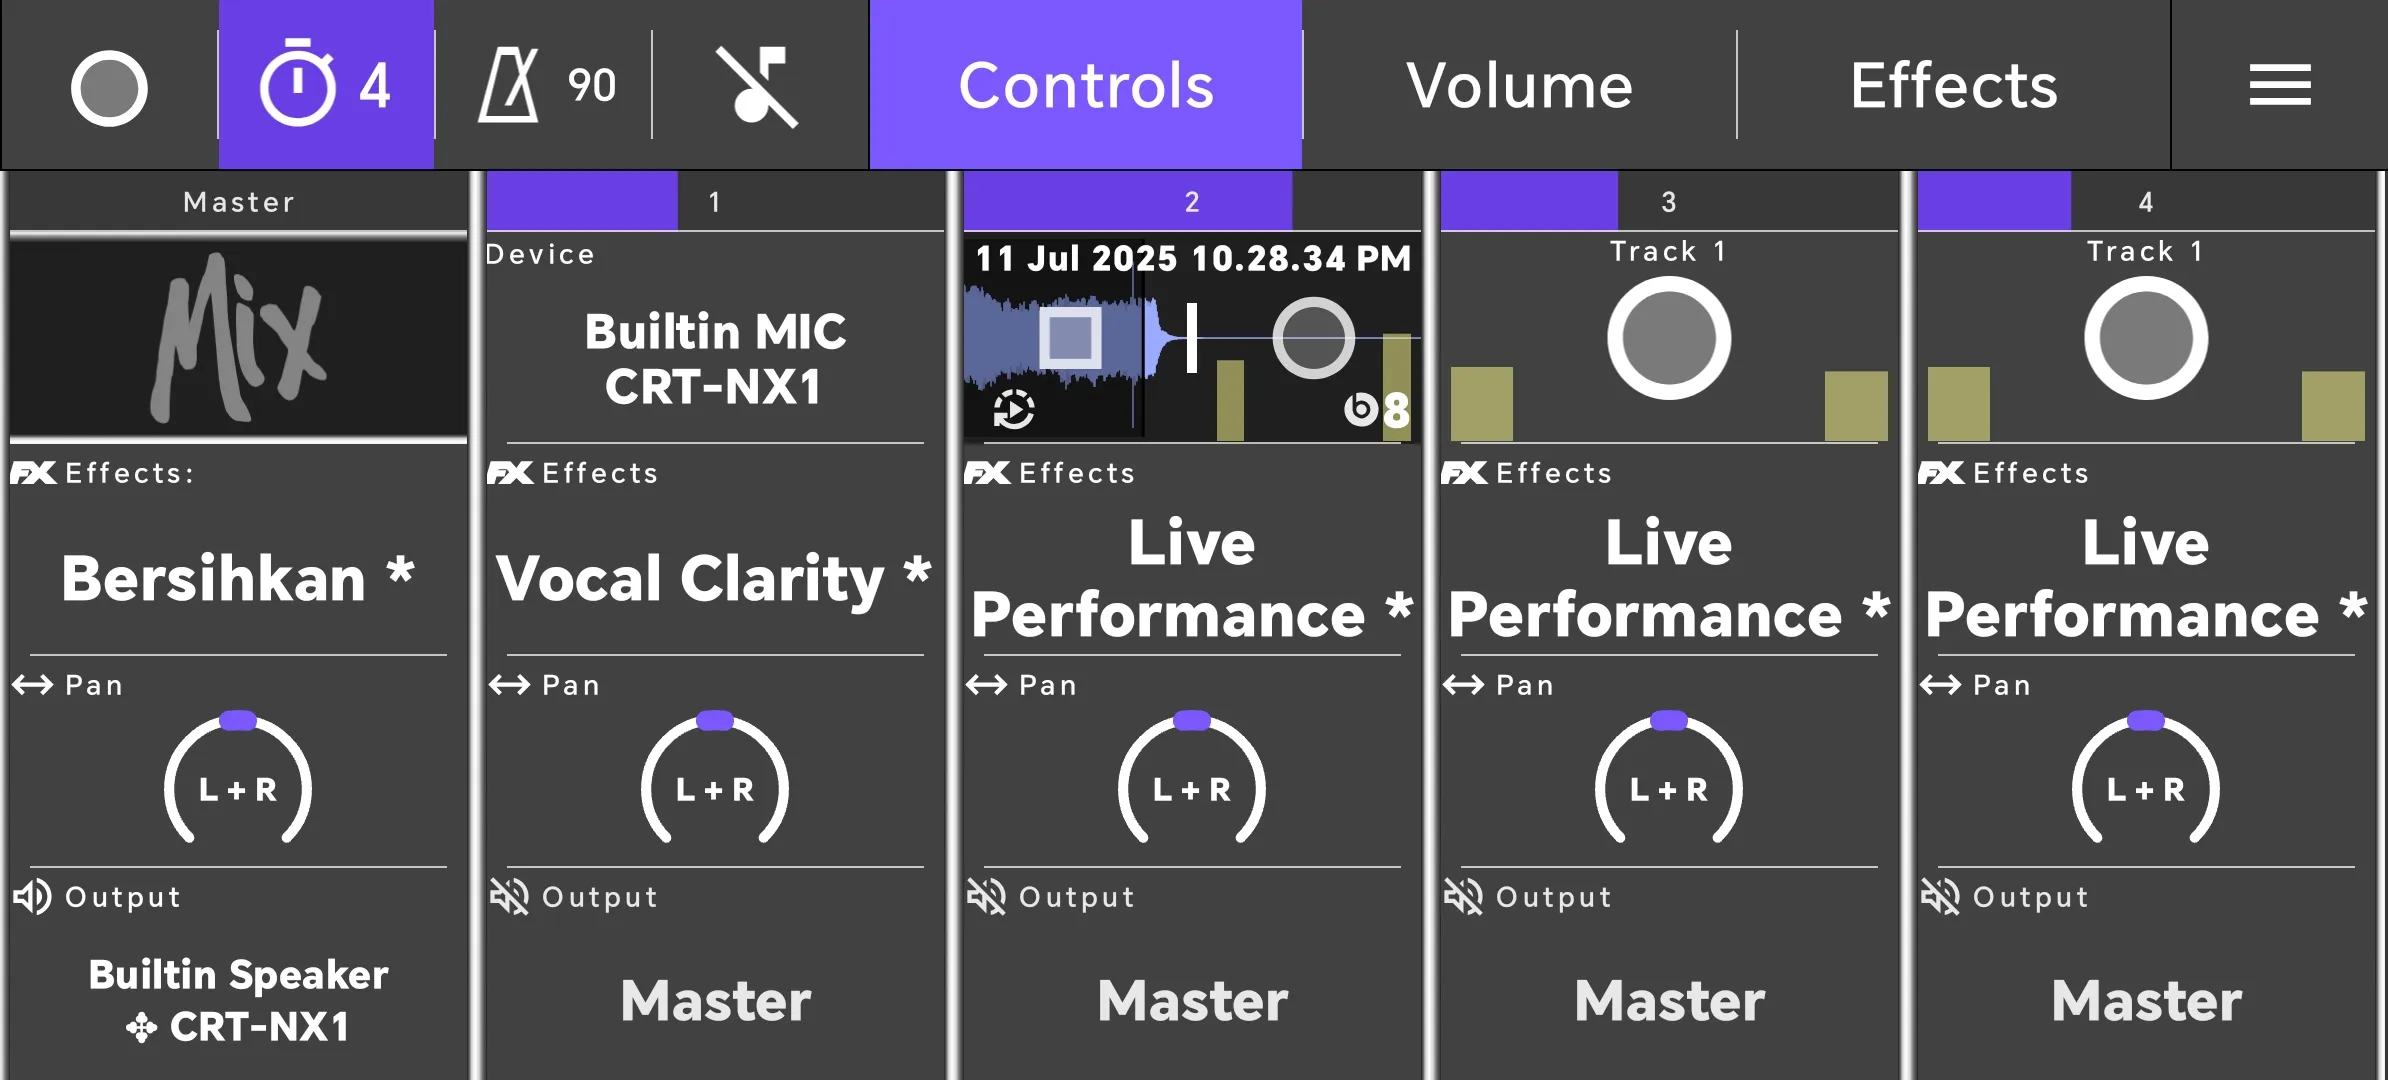 4
90
Controls
Volume
Effects
Master
1
2
3
4
Mix
Device
Builtin MIC
CRT-NX1
11 Jul 2025 10.28.34 PM
8
Track 1
Track 1
FX Effects:
FX Effects
FX Effects
FX Effects
FX Effects
Bersihkan *
Vocal Clarity *
Live
Performance *
Live
Performance *
Live
Performance *
Pan
Pan
Pan
Pan
Pan
L + R
L + R
L + R
L + R
L + R
Output
Output
Output
Output
Output
Builtin Speaker
CRT-NX1
Master
Master
Master
Master